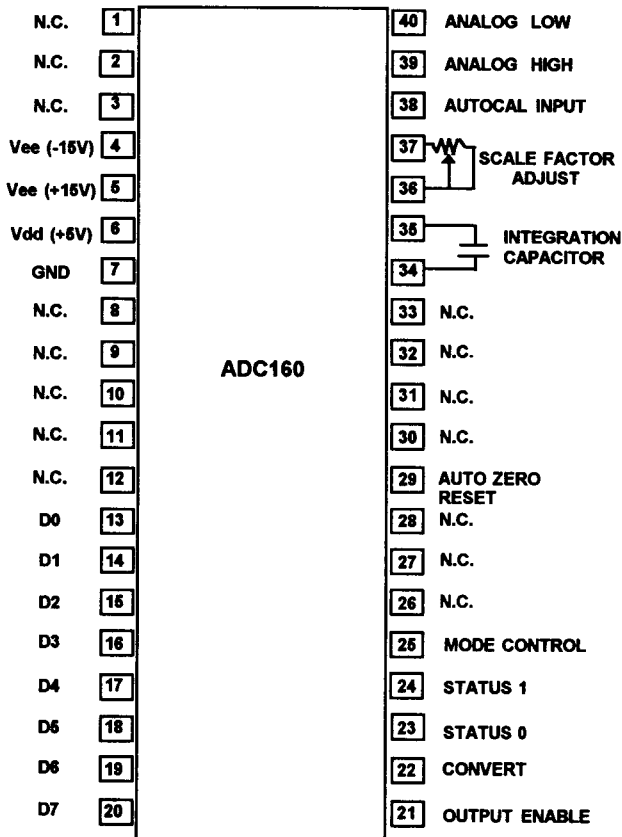 N.C. 1 40 ANALOG LOW
N.C. 2 39 ANALOG HIGH
N.C. 3 38 AUTOCAL INPUT
Vee (-15V) 4 37
SCALE FACTOR
ADJUST
Vee (+15V) 5 36
Vdd (+5V) 6 35
INTEGRATION
CAPACITOR
GND 7 34
N.C. 8 33 N.C.
N.C. 9 32 N.C.
ADC160
N.C. 10 31 N.C.
N.C. 11 30 N.C.
N.C. 12 29 AUTO ZERO
RESET
D0 13 28 N.C.
D1 14 27 N.C.
D2 15 26 N.C.
D3 16 25 MODE CONTROL
D4 17 24 STATUS 1
D5 18 23 STATUS 0
D6 19 22 CONVERT
D7 20 21 OUTPUT ENABLE